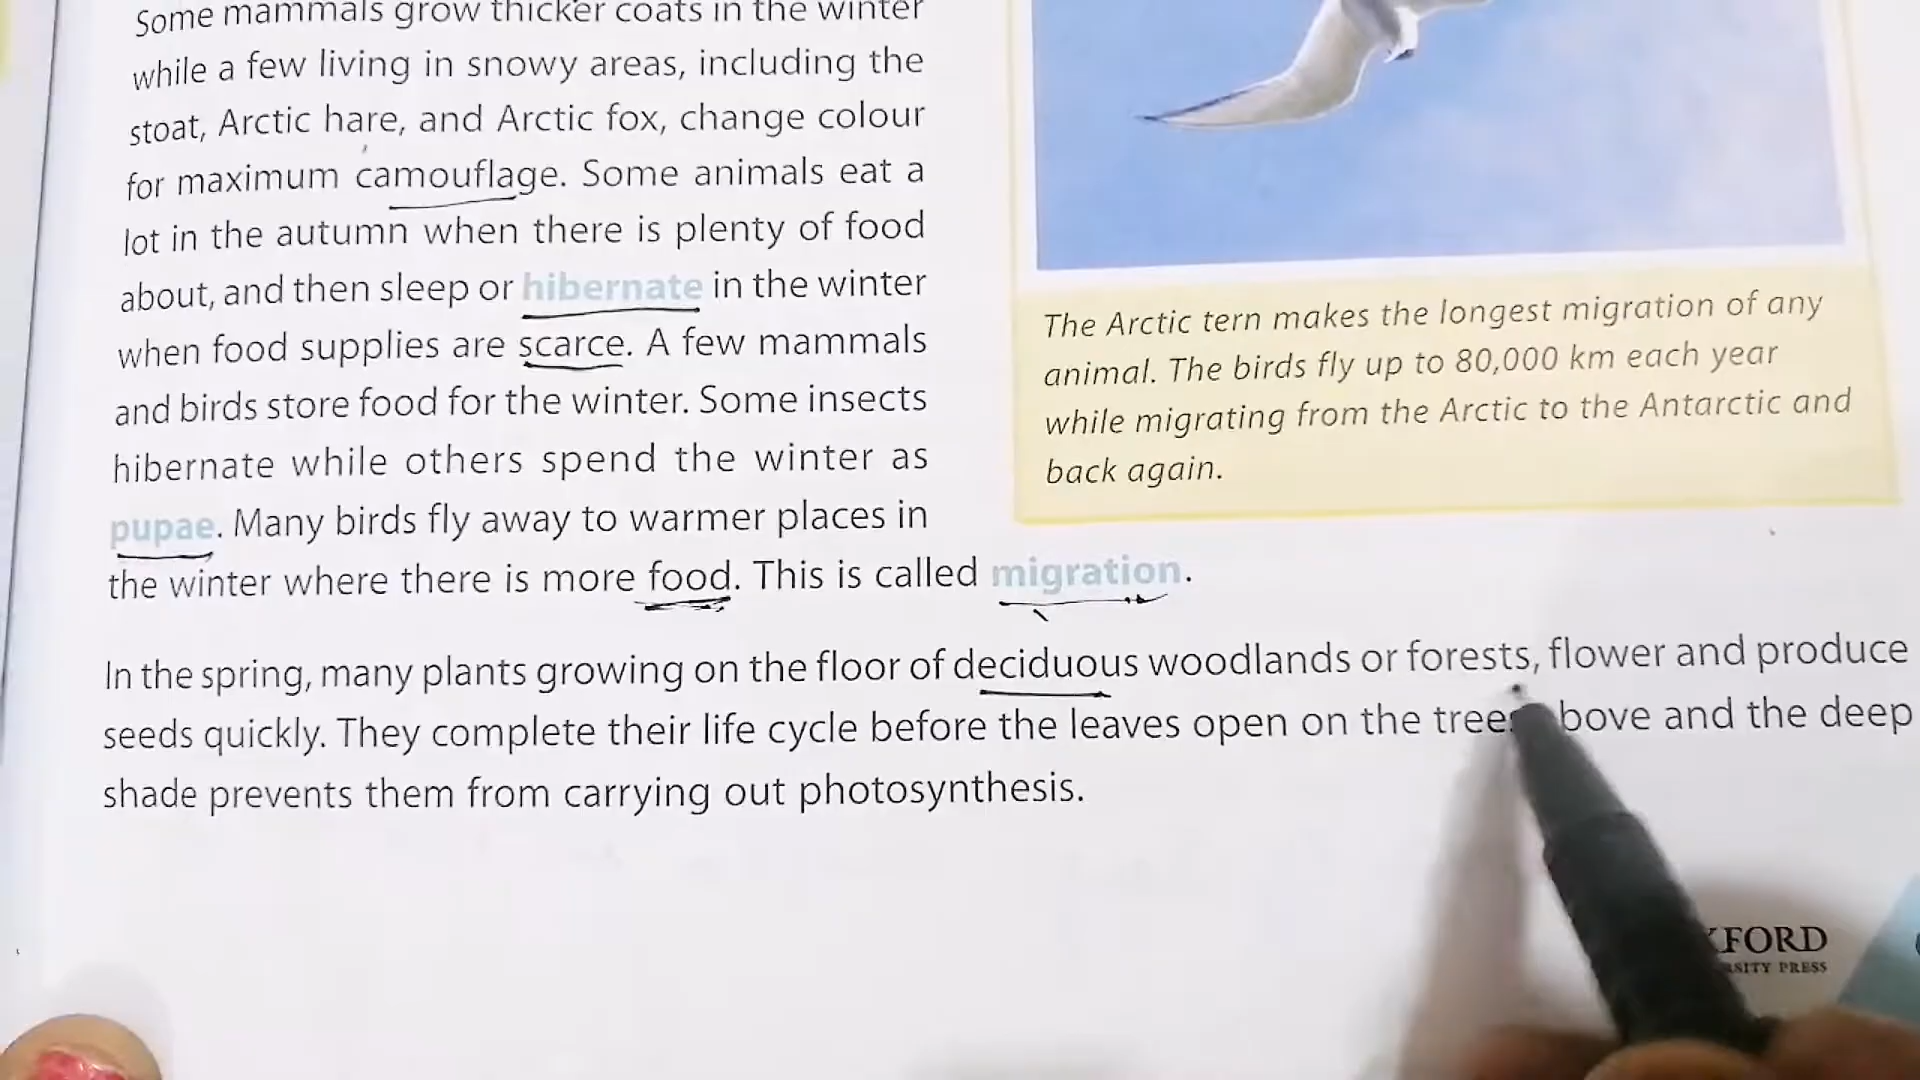 Some mammals grow thicker coats in the winter
while a few living in snowy areas, including the
stoat, Arctic hare, and Arctic fox, change colour
for maximum camouflage. Some animals eat a
lot in the autumn when there is plenty of food
about, and then sleep or hibernate in the winter
when food supplies are scarce. A few mammals
and birds store food for the winter. Some insects
hibernate while others spend the winter as
pupae. Many birds fly away to warmer places in
the winter where there is more food. This is called migration.
In the spring, many plants growing on the floor of deciduous woodlands or forests, flower and produce
seeds quickly. They complete their life cycle before the leaves open on the trees bove and the deep
shade prevents them from carrying out photosynthesis.
The Arctic tern makes the longest migration of any
animal. The birds fly up to 80,000 km each year
while migrating from the Arctic to the Antarctic and
back again.
XFORD
RSITY PRESS